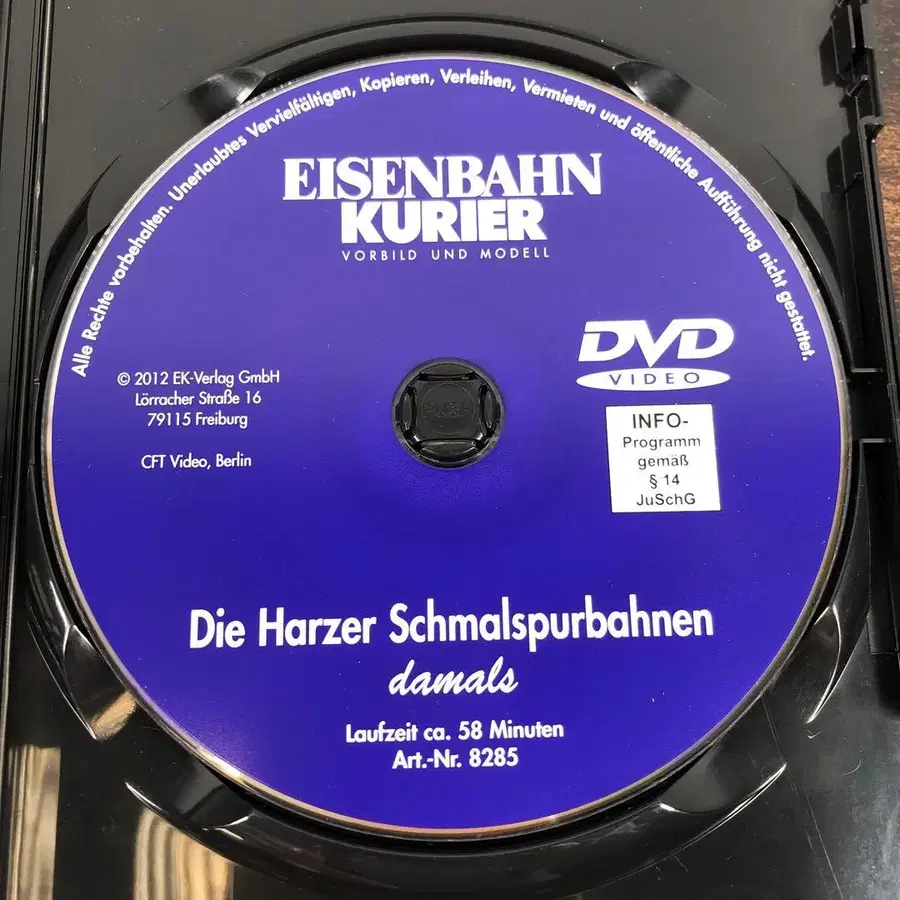 Alle Rechte vorbehalten. Unerlaubtes Vervielfältigen, Kopieren, Verleihen, Vermieten und öffentliche Aufführung nicht gestattet.
EISENBAHN
KURIER
VORBILD UND MODELL
© 2012 EK-Verlag GmbH
Lörracher Straße 16
79115 Freiburg
CFT Video, Berlin
DVD
VIDEO
INFO-
Programm
gemäß
§ 14
JuSchG
PUSH
Die Harzer Schmalspurbahnen
damals
Laufzeit ca. 58 Minuten
Art.-Nr. 8285